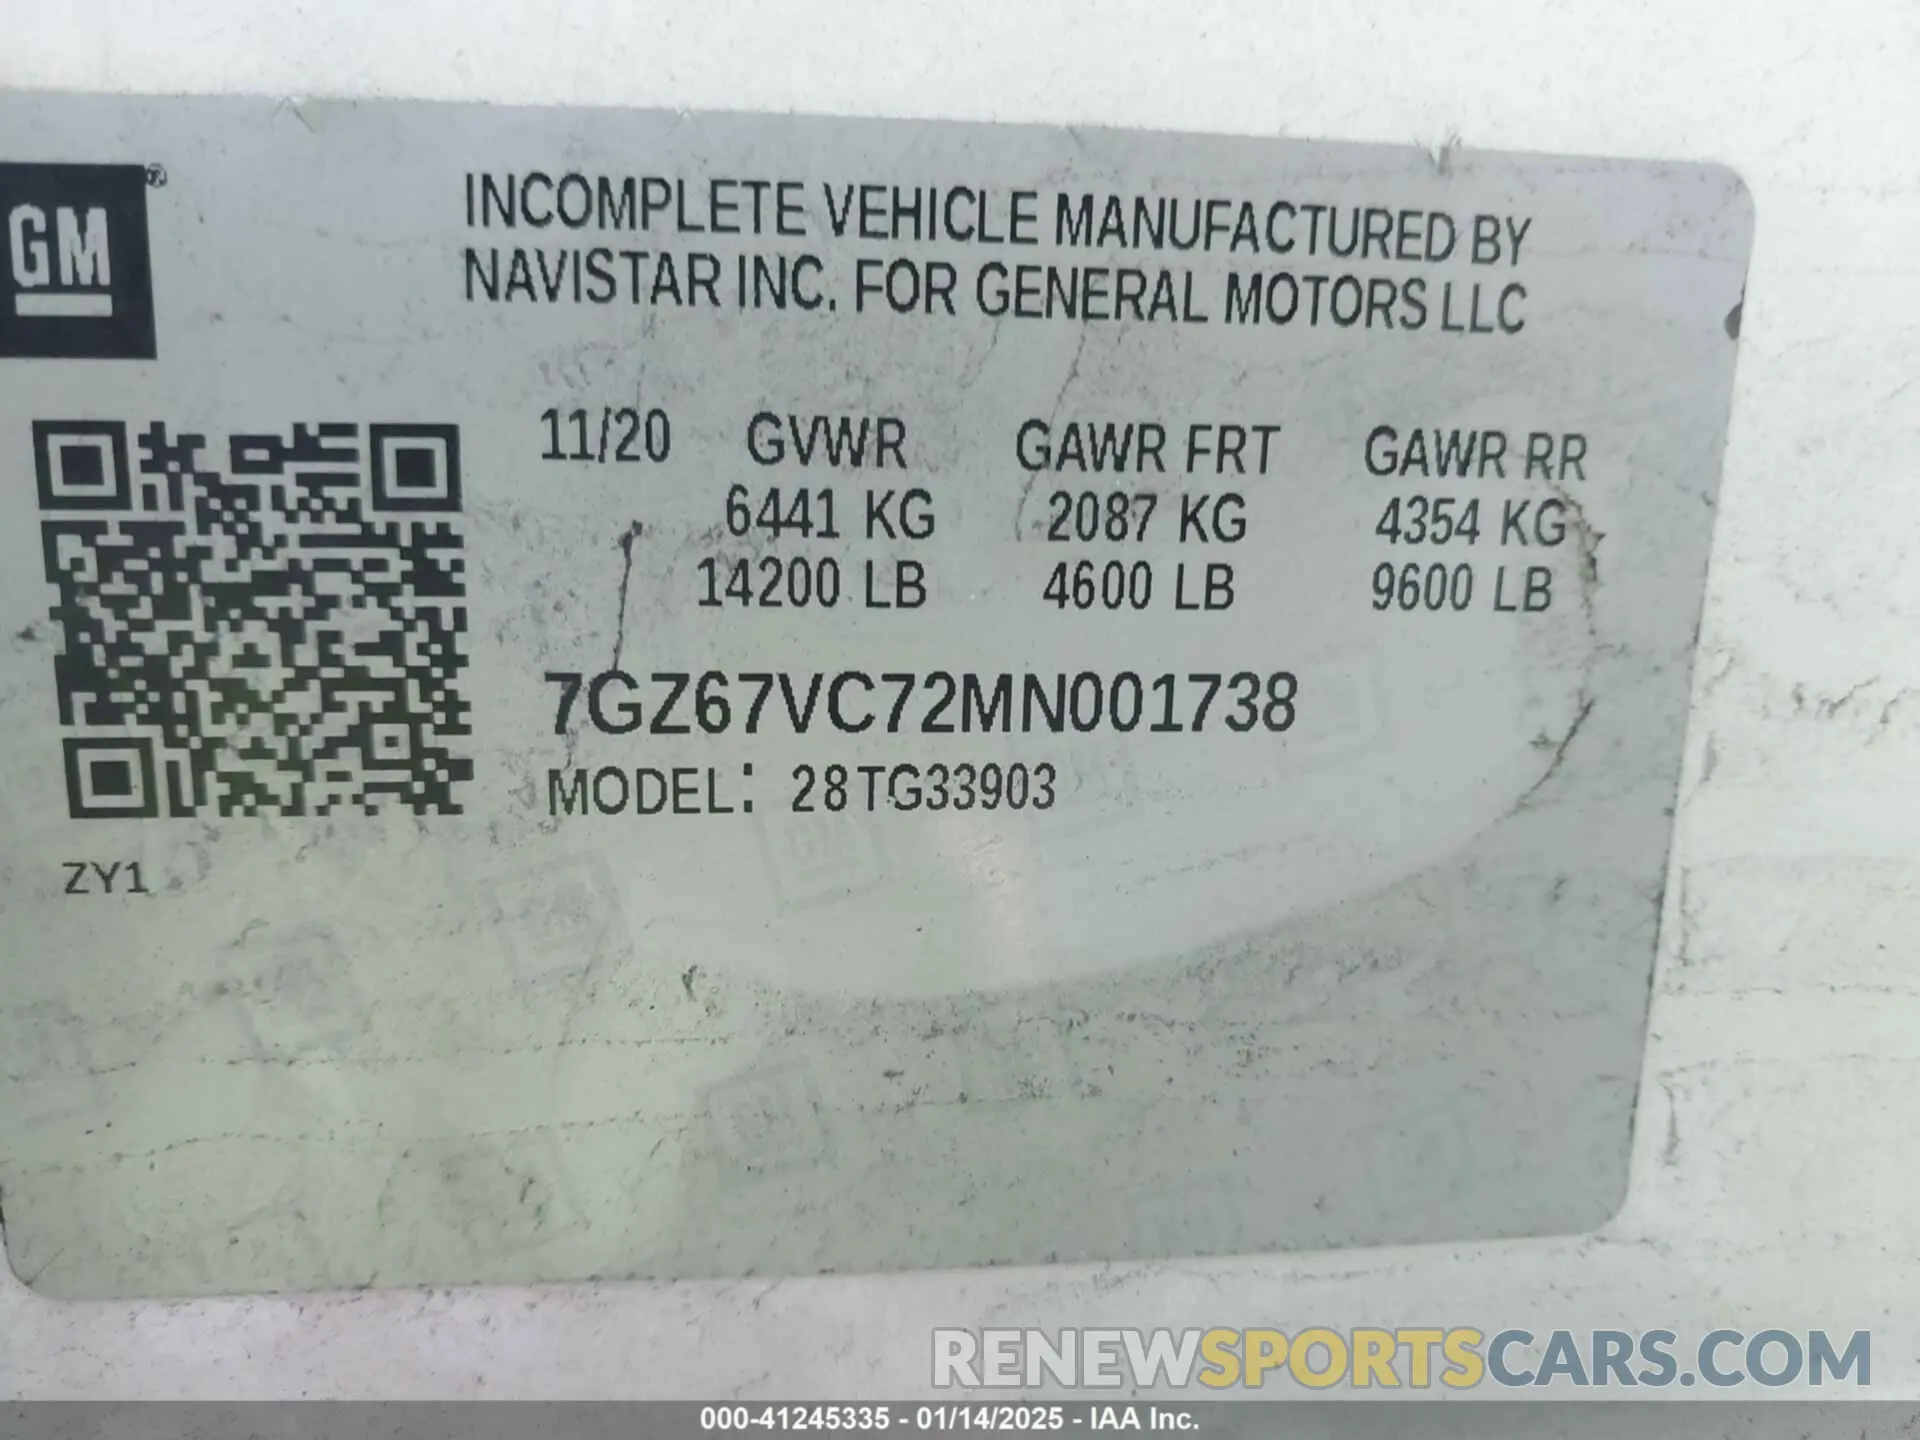 GM®
INCOMPLETE VEHICLE MANUFACTURED BY
NAVISTAR INC. FOR GENERAL MOTORS LLC
11/20 GVWR GAWR FRT GAWR RR
6441 KG 2087 KG 4354 KG
14200 LB 4600 LB 9600 LB
7GZ67VC72MN001738
MODEL: 28TG33903
ZY1
RENEWSPORTSCARS.COM
000-41245335 - 01/14/2025 - IAA Inc.